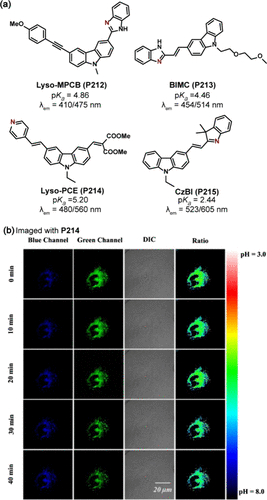 (a)
MeO
N
HN
N
Lyso-MPCB (P212)
pKa = 4.86
λem = 410/475 nm
H
N
N
N
O
O
BIMC (P213)
pKa =4.46
λem = 454/514 nm
N
COOMe
COOMe
N
Lyso-PCE (P214)
pKa =5.20
λem = 480/560 nm
N
N
CzBI (P215)
pKa = 2.44
λem = 523/605 nm
(b) Imaged with P214
Blue Channel Green Channel DIC Ratio
pH = 3.0
0 min
10 min
20 min
30 min
40 min
20 μm
pH = 8.0